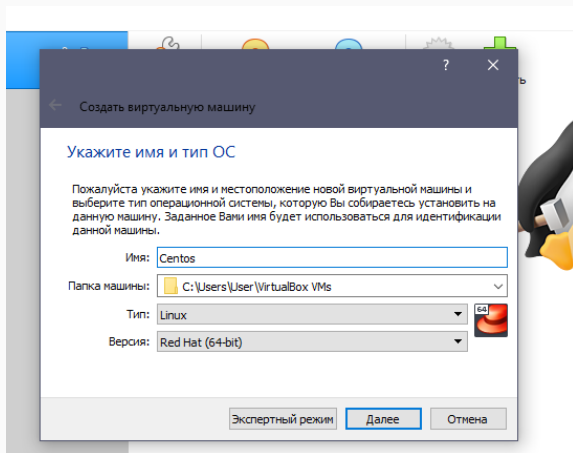 ?
Создать виртуальную машину
Укажите имя и тип ОС
Пожалуйста укажите имя и местоположение новой виртуальной машины и
выберите тип операционной системы, которую Вы собираетесь установить на
данную машину. Заданное Вами имя будет использоваться для идентификации
данной машины.
Имя: Centos
Папка машины: C:\Users\User\VirtualBox VMs
Тип: Linux
64
Версия: Red Hat (64-bit)
Экспертный режим Далее Отмена